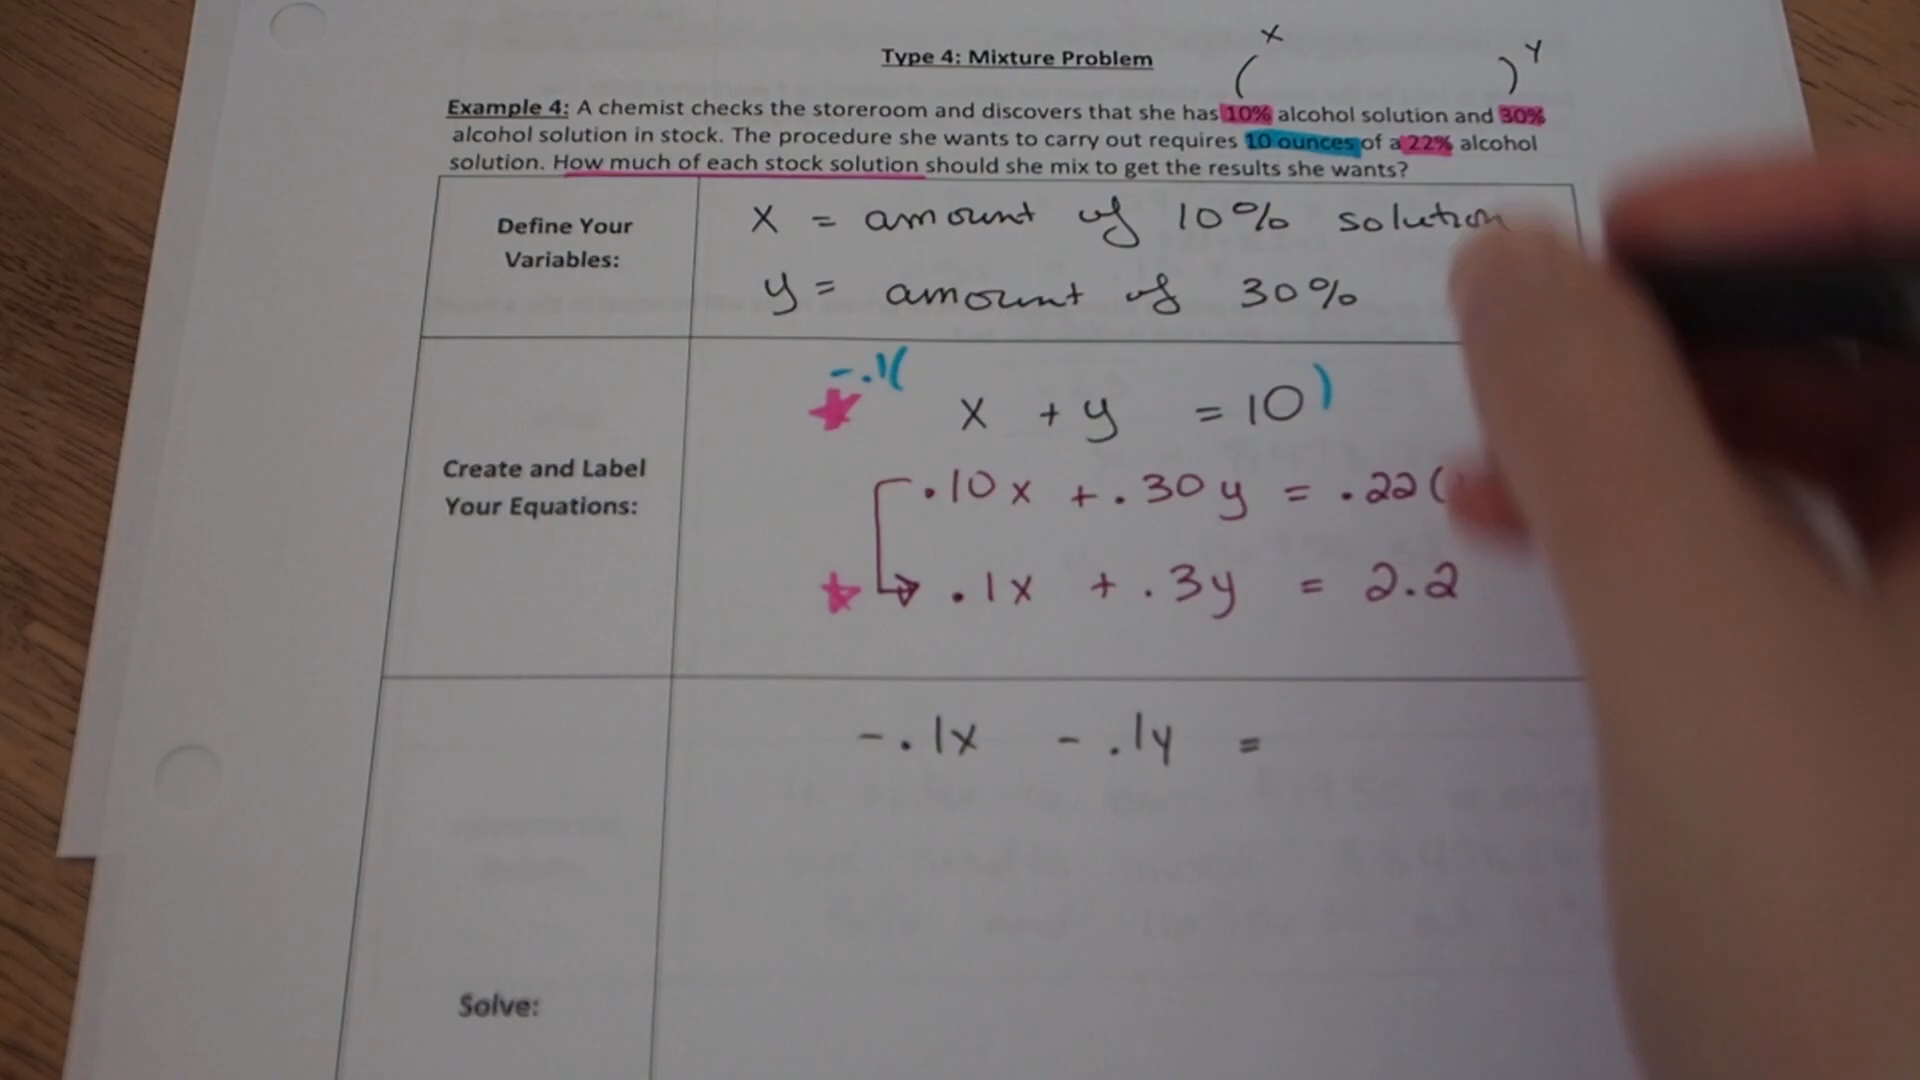 Type 4: Mixture Problem
x
y
( )
Example 4: A chemist checks the storeroom and discovers that she has 10% alcohol solution and 30%
alcohol solution in stock. The procedure she wants to carry out requires 10 ounces of a 22% alcohol
solution. How much of each stock solution should she mix to get the results she wants?
Define Your
Variables:
x = amount of 10% solution
y = amount of 30%
-.1( x + y = 10 )
Create and Label
Your Equations:
.10x + .30y = .22(
.1x + .3y = 2.2
-.1x - .1y =
Solve: